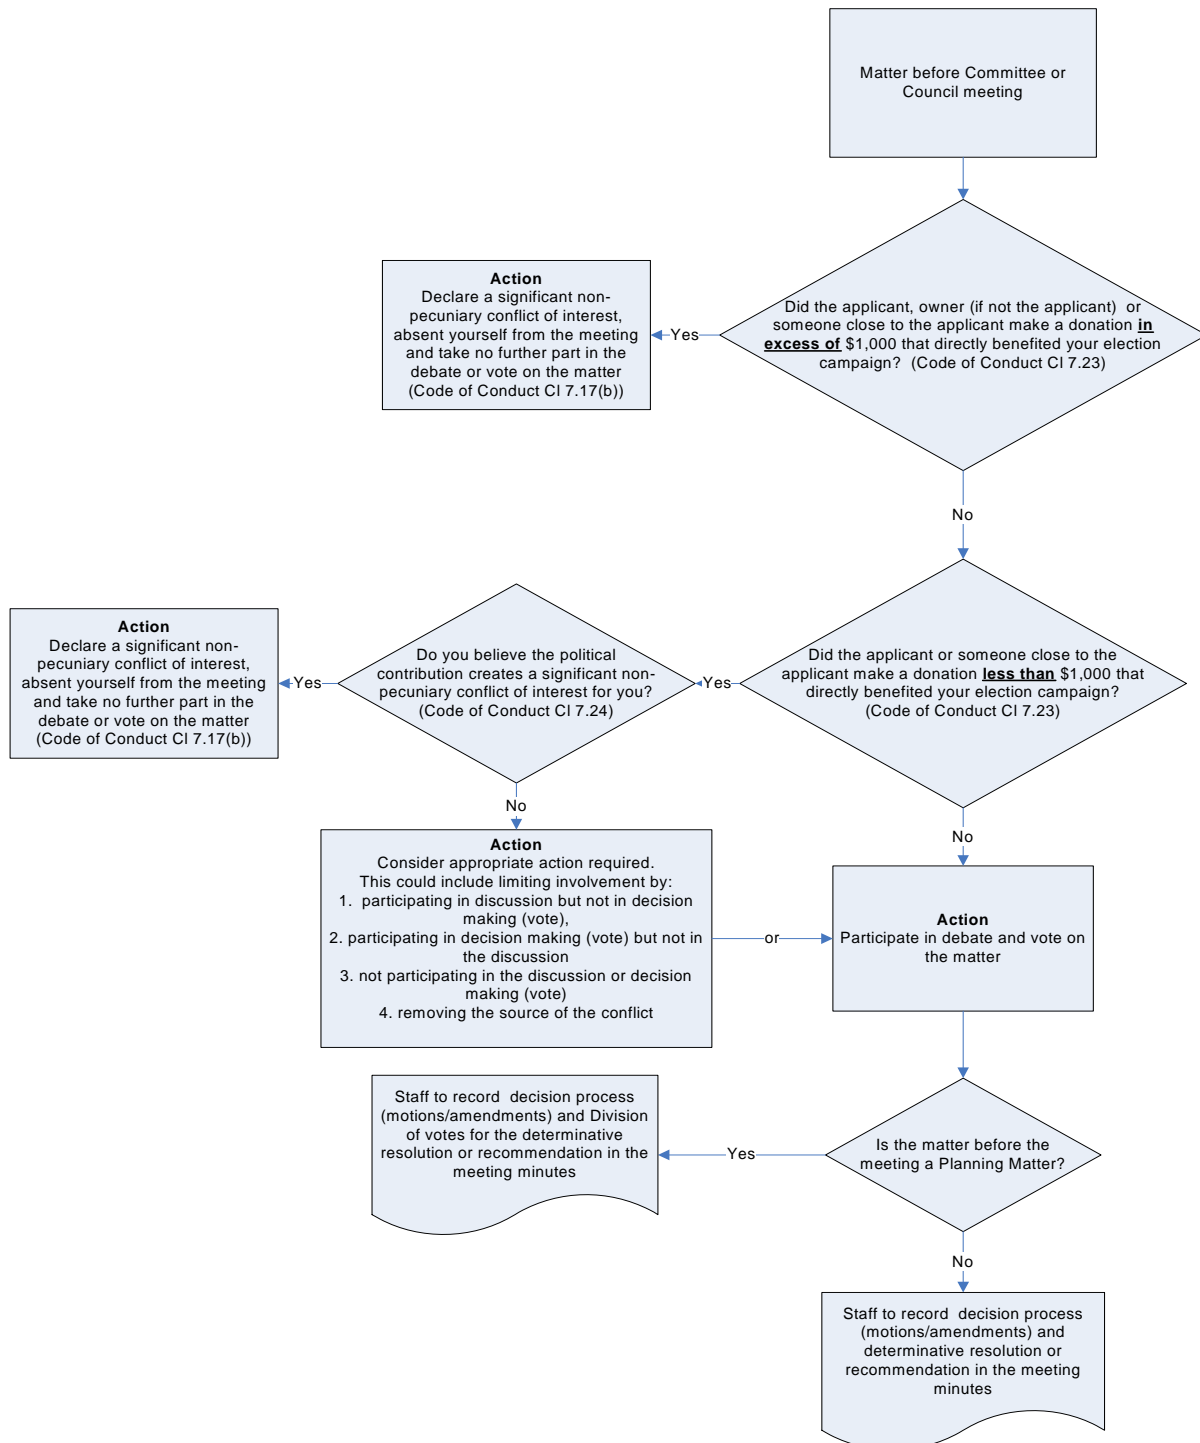 Matter before Committee or
Council meeting
Did the applicant, owner (if not the applicant)  or
someone close to the applicant make a donation in
excess of $1,000 that directly benefited your election
campaign?  (Code of Conduct Cl 7.23)
Yes
Action
Declare a significant non-
pecuniary conflict of interest,
absent yourself from the meeting
and take no further part in the
debate or vote on the matter
(Code of Conduct Cl 7.17(b))
No
Did the applicant or someone close to the
applicant make a donation less than $1,000 that
directly benefited your election campaign?
(Code of Conduct Cl 7.23)
Yes
Do you believe the political
contribution creates a significant non-
pecuniary conflict of interest for you?
(Code of Conduct Cl 7.24)
Yes
Action
Declare a significant non-
pecuniary conflict of interest,
absent yourself from the meeting
and take no further part in the
debate or vote on the matter
(Code of Conduct Cl 7.17(b))
No
Action
Consider appropriate action required.
This could include limiting involvement by:
1.  participating in discussion but not in decision
making (vote),
2. participating in decision making (vote) but not in
the discussion
3. not participating in the discussion or decision
making (vote)
4. removing the source of the conflict
or
No
Action
Participate in debate and vote on
the matter
Is the matter before the
meeting a Planning Matter?
Yes
Staff to record  decision process
(motions/amendments) and Division
of votes for the determinative
resolution or recommendation in the
meeting minutes
No
Staff to record  decision process
(motions/amendments) and
determinative resolution or
recommendation in the meeting
minutes